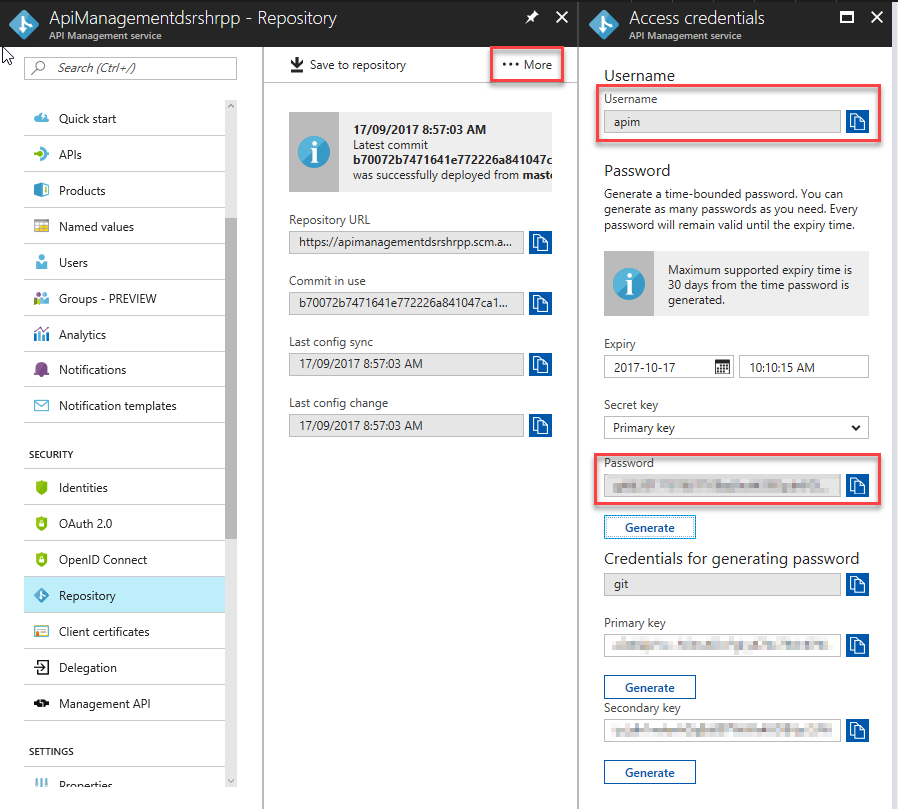 ApiManagementdsrshrpp - Repository
API Management service
Search (Ctrl+/)
Quick start
APIs
Products
Named values
Users
Groups - PREVIEW
Analytics
Notifications
Notification templates
SECURITY
Identities
OAuth 2.0
OpenID Connect
Repository
Client certificates
Delegation
Management API
SETTINGS
Properties
Save to repository
••• More
17/09/2017 8:57:03 AM
Latest commit
b70072b7471641e772226a841047c
was successfully deployed from maste
Repository URL
https://apimanagementdsrshrpp.scm.a...
Commit in use
b70072b7471641e772226a841047ca1...
Last config sync
17/09/2017 8:57:03 AM
Last config change
17/09/2017 8:57:03 AM
Access credentials
API Management service
Username
Username
apim
Password
Generate a time-bounded password. You can
generate as many passwords as you need. Every
password will remain valid until the expiry time.
Maximum supported expiry time is
30 days from the time password is
generated.
Expiry
2017-10-17
10:10:15 AM
Secret key
Primary key
Password
Generate
Credentials for generating password
git
Primary key
Generate
Secondary key
Generate